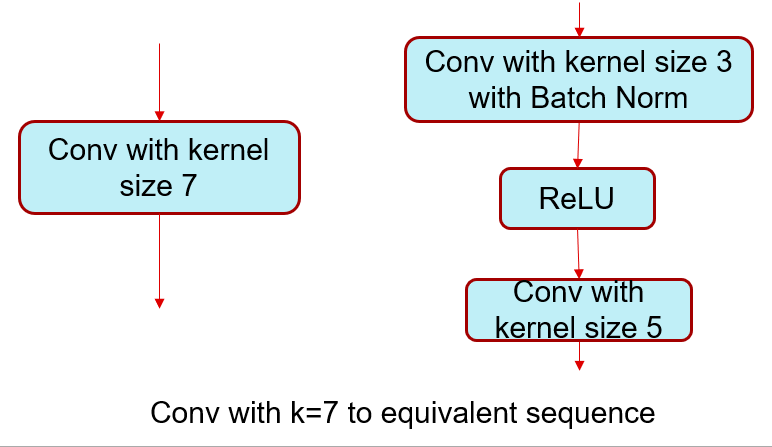 Conv with kernel
size 7
Conv with kernel size 3
with Batch Norm
ReLU
Conv with
kernel size 5
Conv with k=7 to equivalent sequence